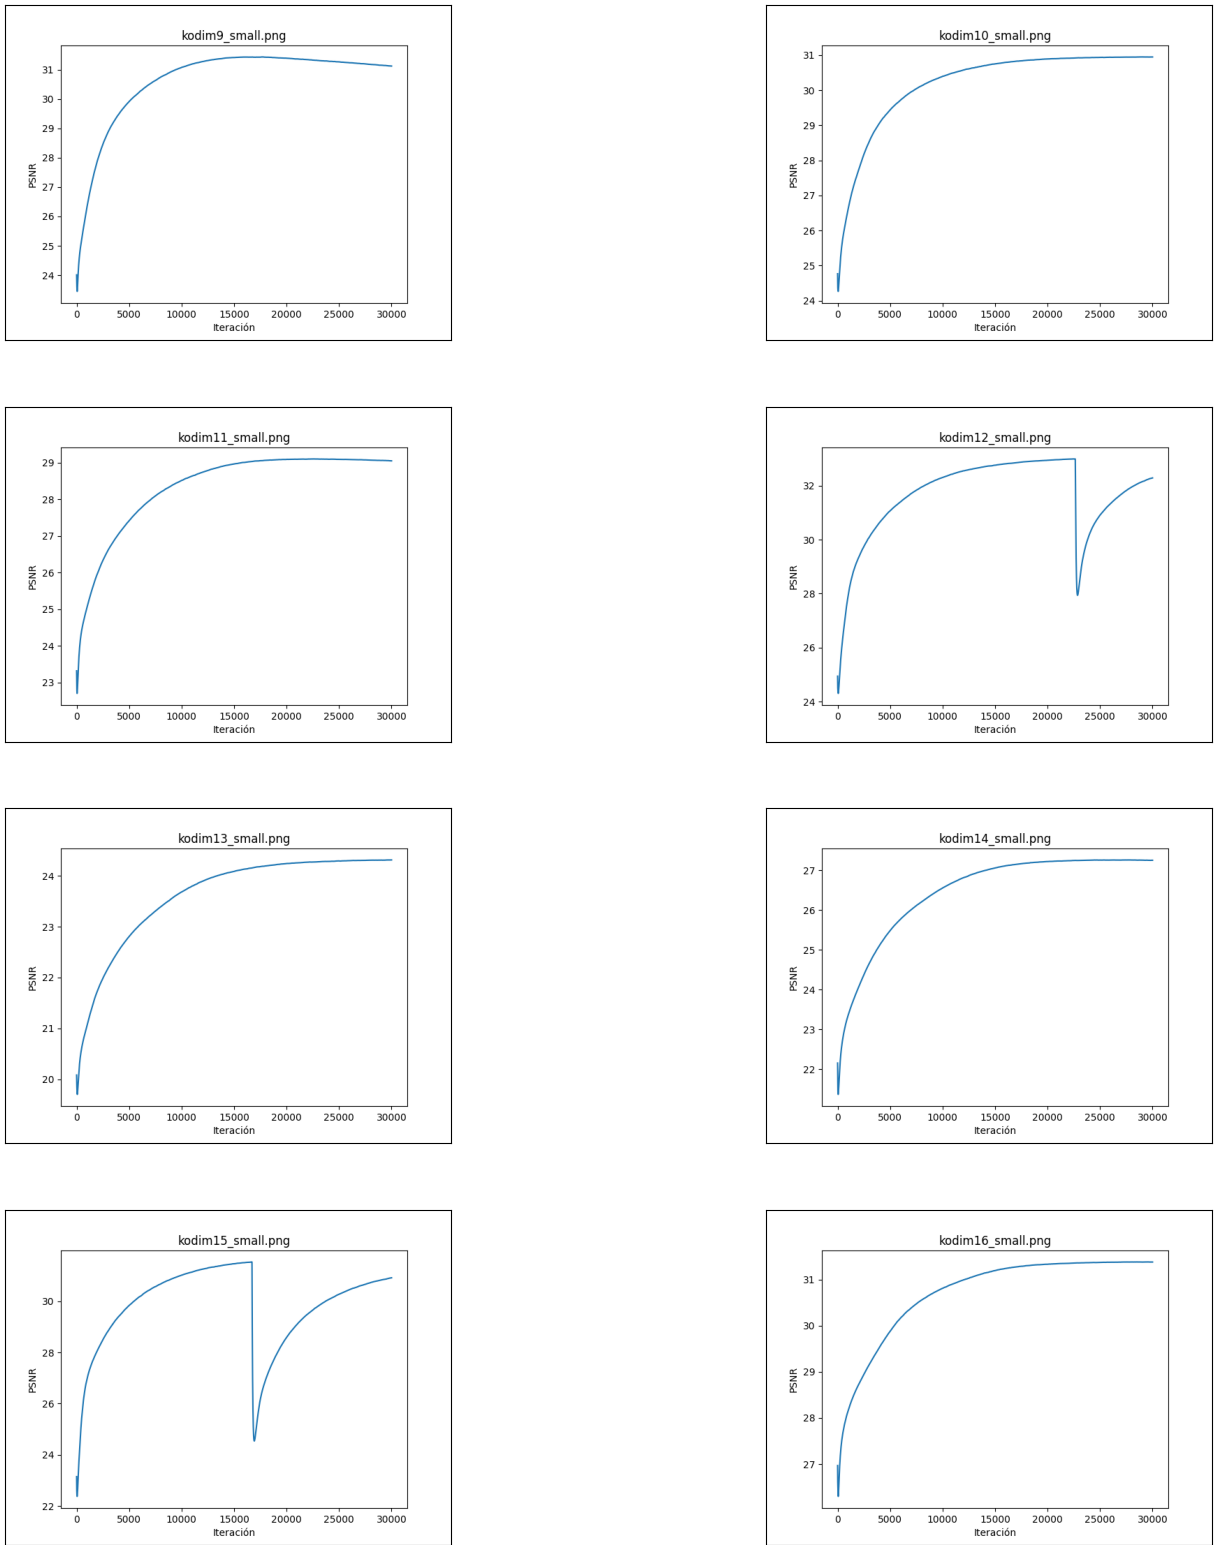 kodim9_small.png
PSNR
31
30
29
28
27
26
25
24
0 5000 10000 15000 20000 25000 30000
Iteración
kodim10_small.png
PSNR
31
30
29
28
27
26
25
24
0 5000 10000 15000 20000 25000 30000
Iteración
kodim11_small.png
PSNR
29
28
27
26
25
24
23
0 5000 10000 15000 20000 25000 30000
Iteración
kodim12_small.png
PSNR
32
30
28
26
24
0 5000 10000 15000 20000 25000 30000
Iteración
kodim13_small.png
PSNR
24
23
22
21
20
0 5000 10000 15000 20000 25000 30000
Iteración
kodim14_small.png
PSNR
27
26
25
24
23
22
0 5000 10000 15000 20000 25000 30000
Iteración
kodim15_small.png
PSNR
30
28
26
24
22
0 5000 10000 15000 20000 25000 30000
Iteración
kodim16_small.png
PSNR
31
30
29
28
27
0 5000 10000 15000 20000 25000 30000
Iteración